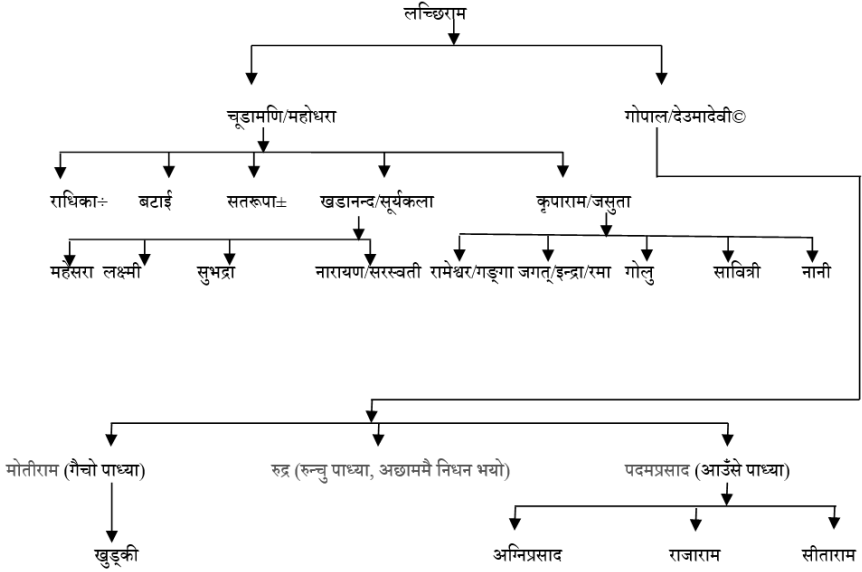 लच्छिराम
चूडामणि/महोधरा गोपाल/देउमादेवी©
राधिका÷ बटाई सतरूपा± खडानन्द/सूर्यकला कृपाराम/जसुता
महैसरा लक्ष्मी सुभद्रा नारायण/सरस्वती रामेश्वर/गङ्गा जगत्/इन्द्रा/रमा गोलु सावित्री नानी
मोतीराम (गैचो पाध्या) रुद्र (रुन्चु पाध्या, अछाममै निधन भयो) पदमप्रसाद (आउँसे पाध्या)
खुड्की अग्निप्रसाद राजाराम सीताराम